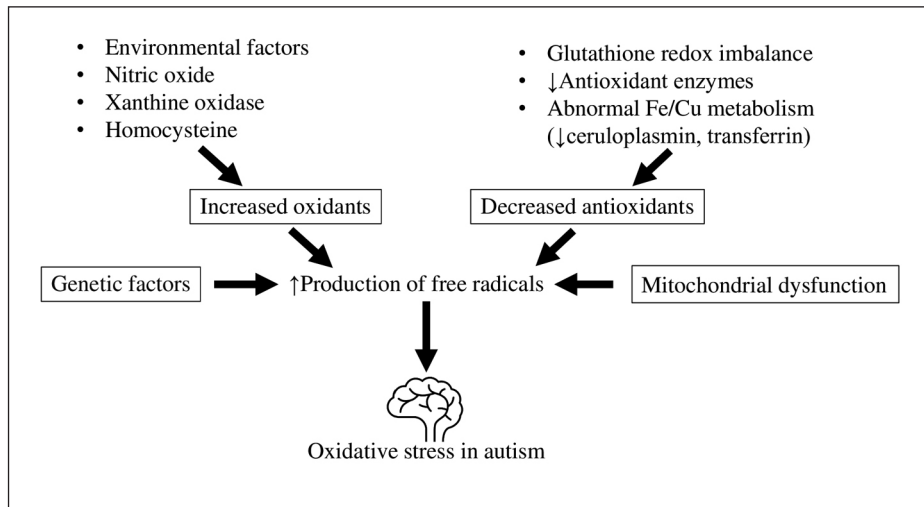 • Environmental factors
• Nitric oxide
• Xanthine oxidase
• Homocysteine
• Glutathione redox imbalance
• ↓Antioxidant enzymes
• Abnormal Fe/Cu metabolism
(↓ceruloplasmin, transferrin)
Increased oxidants
Decreased antioxidants
Genetic factors
↑Production of free radicals
Mitochondrial dysfunction
Oxidative stress in autism